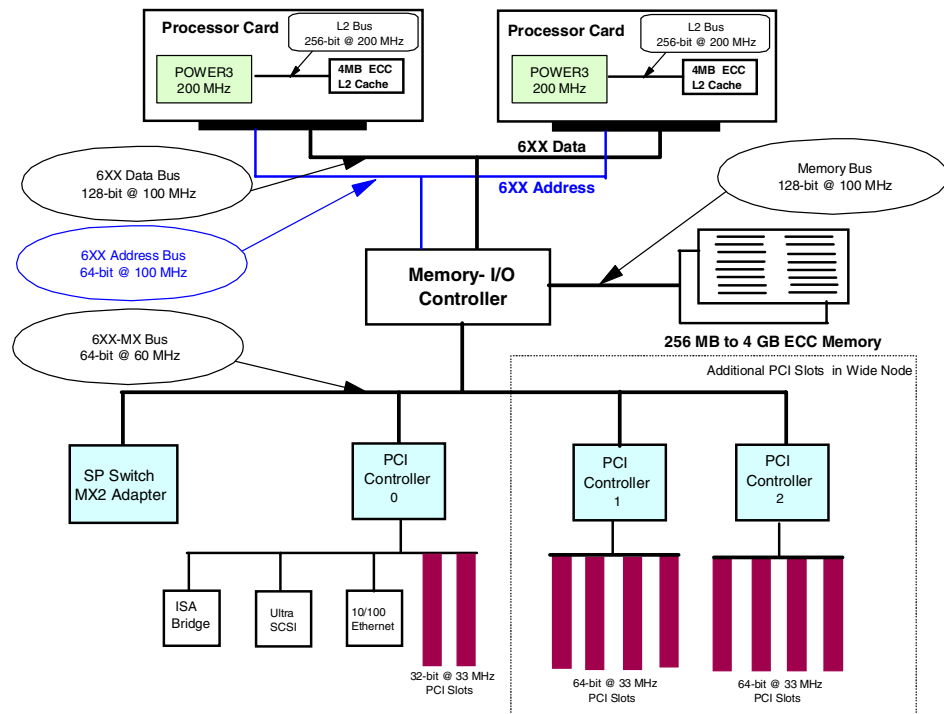 Processor Card
L2 Bus
256-bit @ 200 MHz
POWER3
200 MHz
4MB ECC
L2 Cache
Processor Card
L2 Bus
256-bit @ 200 MHz
POWER3
200 MHz
4MB ECC
L2 Cache
6XX Data
6XX Address
6XX Data Bus
128-bit @ 100 MHz
Memory Bus
128-bit @ 100 MHz
6XX Address Bus
64-bit @ 100 MHz
Memory- I/O
Controller
256 MB to 4 GB ECC Memory
6XX-MX Bus
64-bit @ 60 MHz
Additional PCI Slots in Wide Node
SP Switch
MX2 Adapter
PCI
Controller
0
PCI
Controller
1
PCI
Controller
2
ISA
Bridge
Ultra
SCSI
10/100
Ethernet
32-bit @ 33 MHz
PCI Slots
64-bit @ 33 MHz
PCI Slots
64-bit @ 33 MHz
PCI Slots